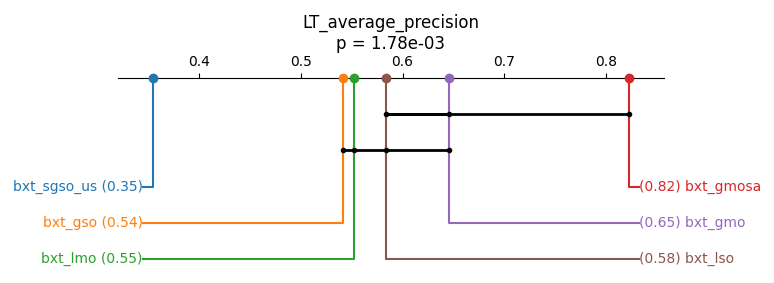 LT_average_precision
p = 1.78e-03
0.4 0.5 0.6 0.7 0.8
bxt_sgso_us (0.35) (0.82) bxt_gmosa
bxt_gso (0.54) (0.65) bxt_gmo
bxt_lmo (0.55) (0.58) bxt_lso